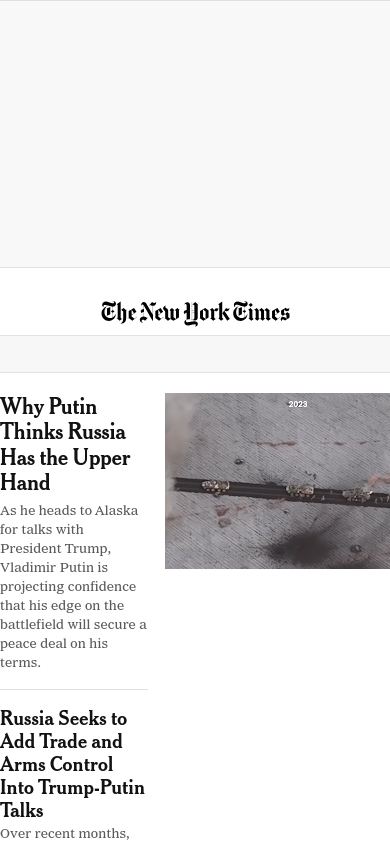 The New York Times
Why Putin
Thinks Russia
Has the Upper
Hand
As he heads to Alaska
for talks with
President Trump,
Vladimir Putin is
projecting confidence
that his edge on the
battlefield will secure a
peace deal on his
terms.
2023
Russia Seeks to
Add Trade and
Arms Control
Into Trump-Putin
Talks
Over recent months,